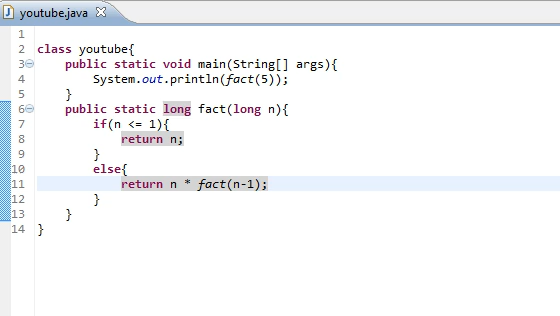 youtube.java
1
2 class youtube{
3 public static void main(String[] args){
4 System.out.println(fact(5));
5 }
6 public static long fact(long n){
7 if(n <= 1){
8 return n;
9 }
10 else{
11 return n * fact(n-1);
12 }
13 }
14 }